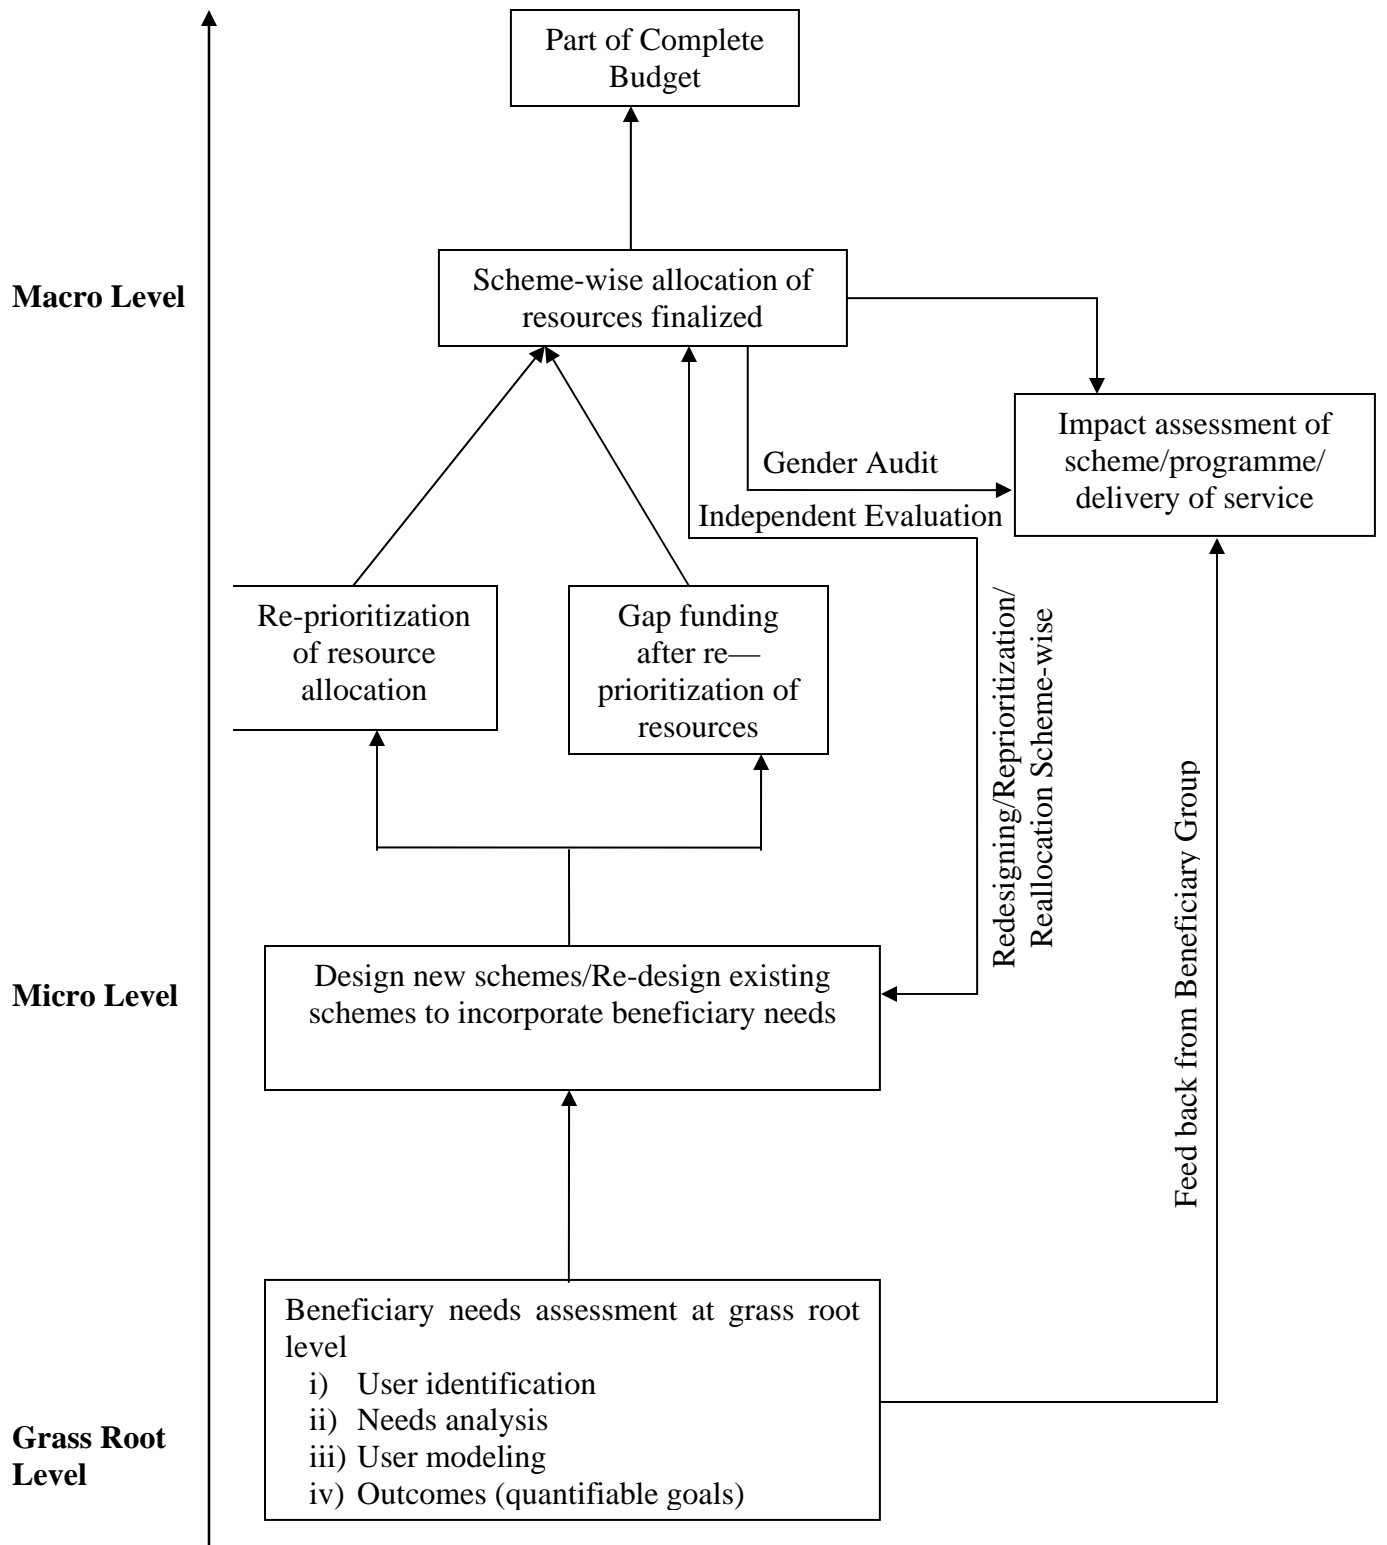 Part of Complete
Budget
Macro Level
Scheme-wise allocation of
resources finalized
Impact assessment of
scheme/programme/
delivery of service
Gender Audit
Independent Evaluation
Re-prioritization
of resource
allocation
Gap funding
after re—
prioritization of
resources
Redesigning/Reprioritization/
Reallocation Scheme-wise
Feed back from Beneficiary Group
Micro Level
Design new schemes/Re-design existing
schemes to incorporate beneficiary needs
Beneficiary needs assessment at grass root
level
i) User identification
ii) Needs analysis
iii) User modeling
iv) Outcomes (quantifiable goals)
Grass Root
Level